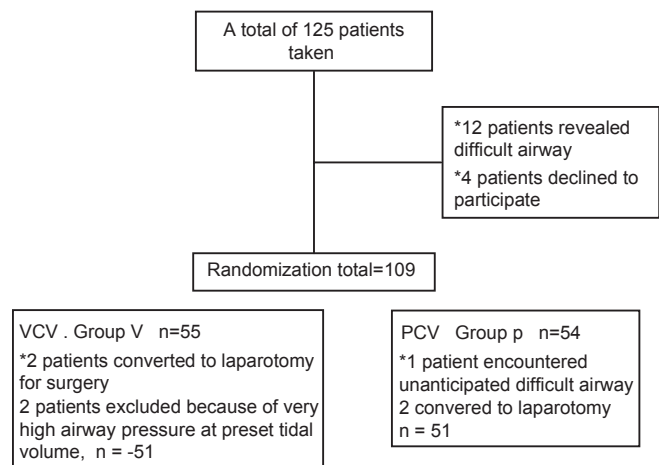 A total of 125 patients
taken
*12 patients revealed
difficult airway
*4 patients declined to
participate
Randomization total=109
VCV . Group V n=55
*2 patients converted to laparotomy
for surgery
2 patients excluded because of very
high airway pressure at preset tidal
volume, n = -51
PCV Group p n=54
*1 patient encountered
unanticipated difficult airway
2 convered to laparotomy
n = 51